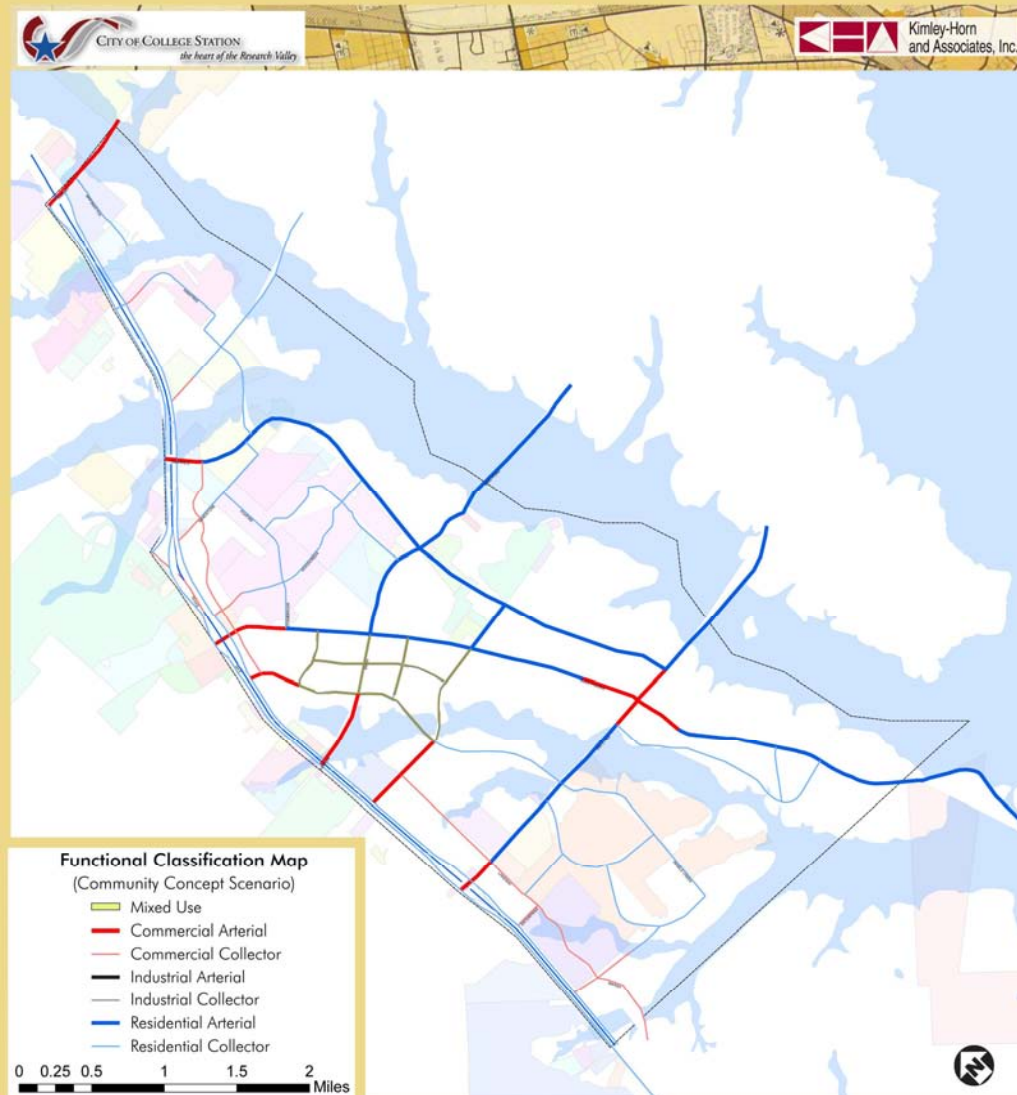 CITY OF COLLEGE STATION
the heart of the Research Valley
Kimley-Horn
and Associates, Inc.
Functional Classification Map
(Community Concept Scenario)
Mixed Use
Commercial Arterial
Commercial Collector
Industrial Arterial
Industrial Collector
Residential Arterial
Residential Collector
0 0.25 0.5 1 1.5 2
Miles
N